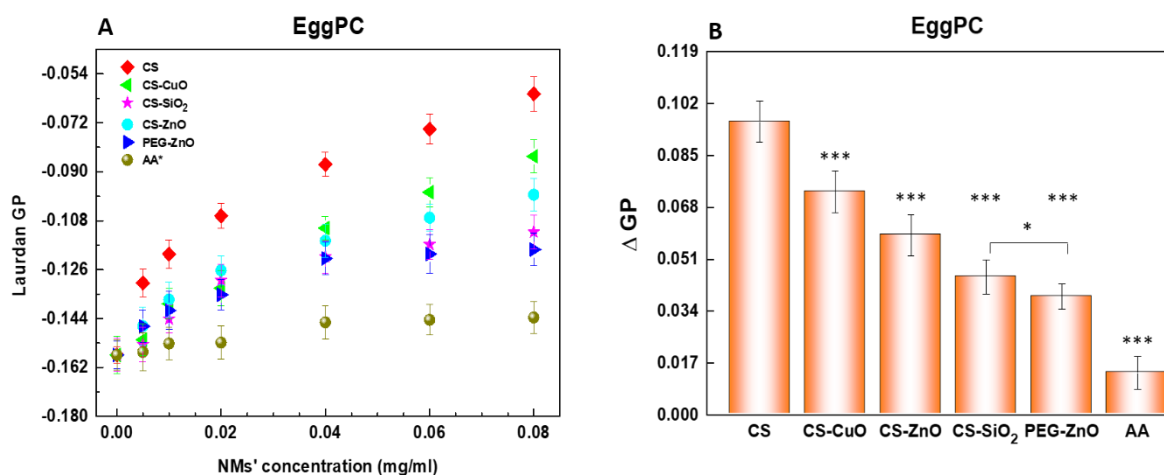 A
EggPC
Laurdan GP
-0.054
-0.072
-0.090
-0.108
-0.126
-0.144
-0.162
-0.180
CS
CS-CuO
CS-SiO₂
CS-ZnO
PEG-ZnO
AA*
0.00 0.02 0.04 0.06 0.08
NMs' concentration (mg/ml)
B
EggPC
Δ GP
0.119
0.102
0.085
0.068
0.051
0.034
0.017
0.000
***
***
***
***
*
***
CS CS-CuO CS-ZnO CS-SiO₂ PEG-ZnO AA